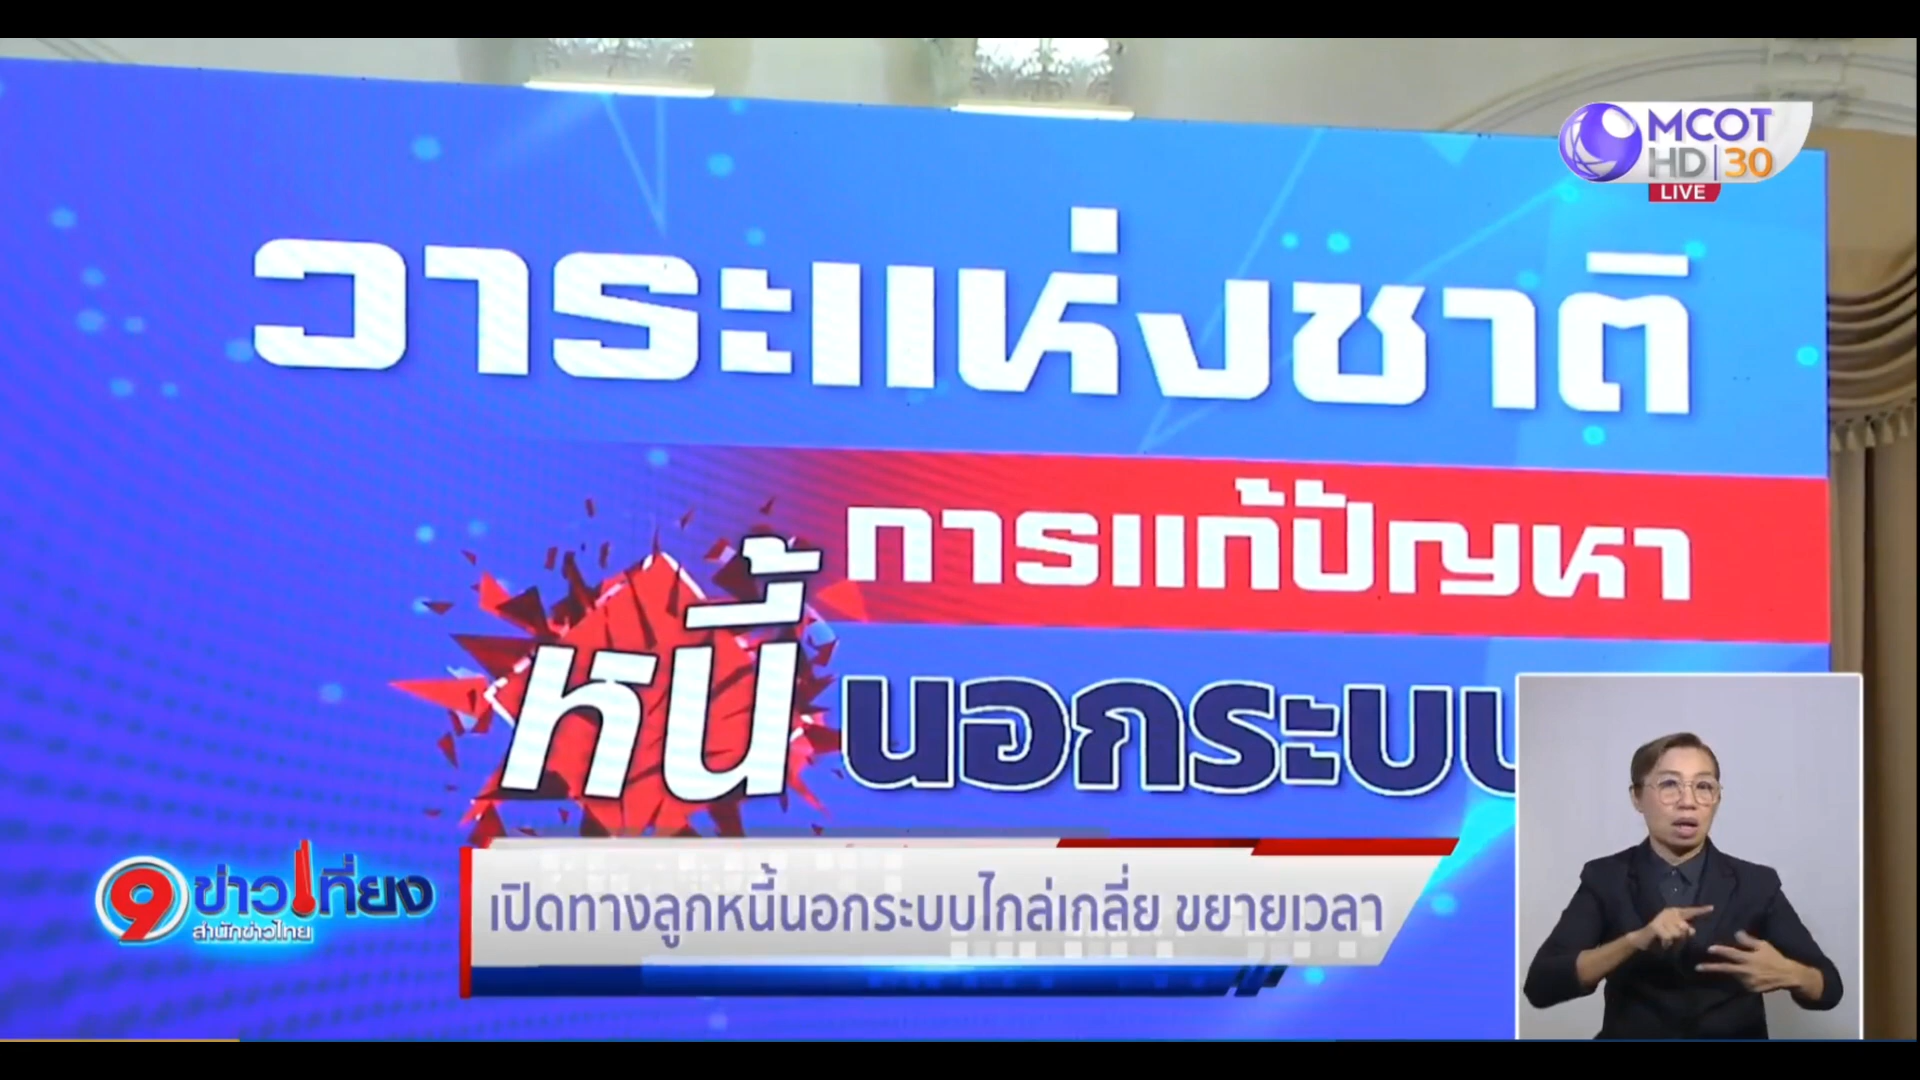 MCOT
HD 30
LIVE
วาระแห่งชาติ
การแก้ปัญหา
หนี้นอกระบบ
9 ข่าวเที่ยง
สำนักข่าวไทย
เปิดทางลูกหนี้นอกระบบไกล่เกลี่ย ขยายเวลา